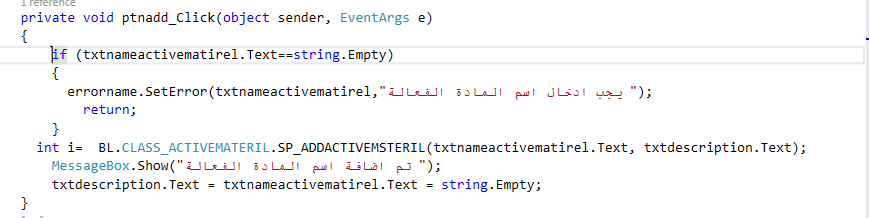 1 reference
private void ptnadd_Click(object sender, EventArgs e)
{
if (txtnameactivematirel.Text==string.Empty)
{
errorname.SetError(txtnameactivematirel,"يجب ادخال اسم المادة الفعالة ");
return;
}
int i=  BL.CLASS_ACTIVEMATERIL.SP_ADDACTIVEMSTERIL(txtnameactivematirel.Text, txtdescription.Text);
MessageBox.Show("تم اضافة اسم المادة الفعالة ");
txtdescription.Text = txtnameactivematirel.Text = string.Empty;
}